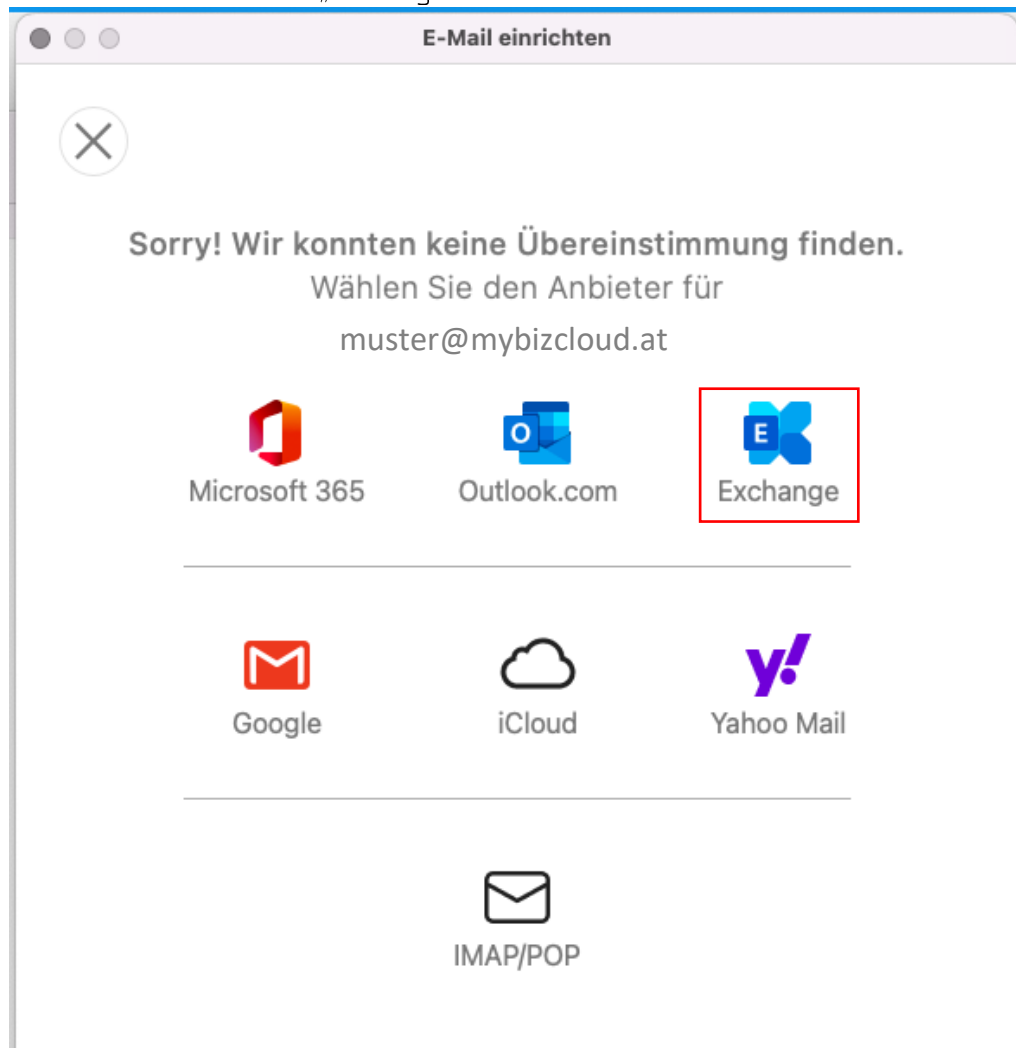 E-Mail einrichten
Sorry! Wir konnten keine Übereinstimmung finden.
Wählen Sie den Anbieter für
muster@mybizcloud.at
O
E
Microsoft 365
Outlook.com
Exchange
y!
Google
iCloud
Yahoo Mail
IMAP/POP